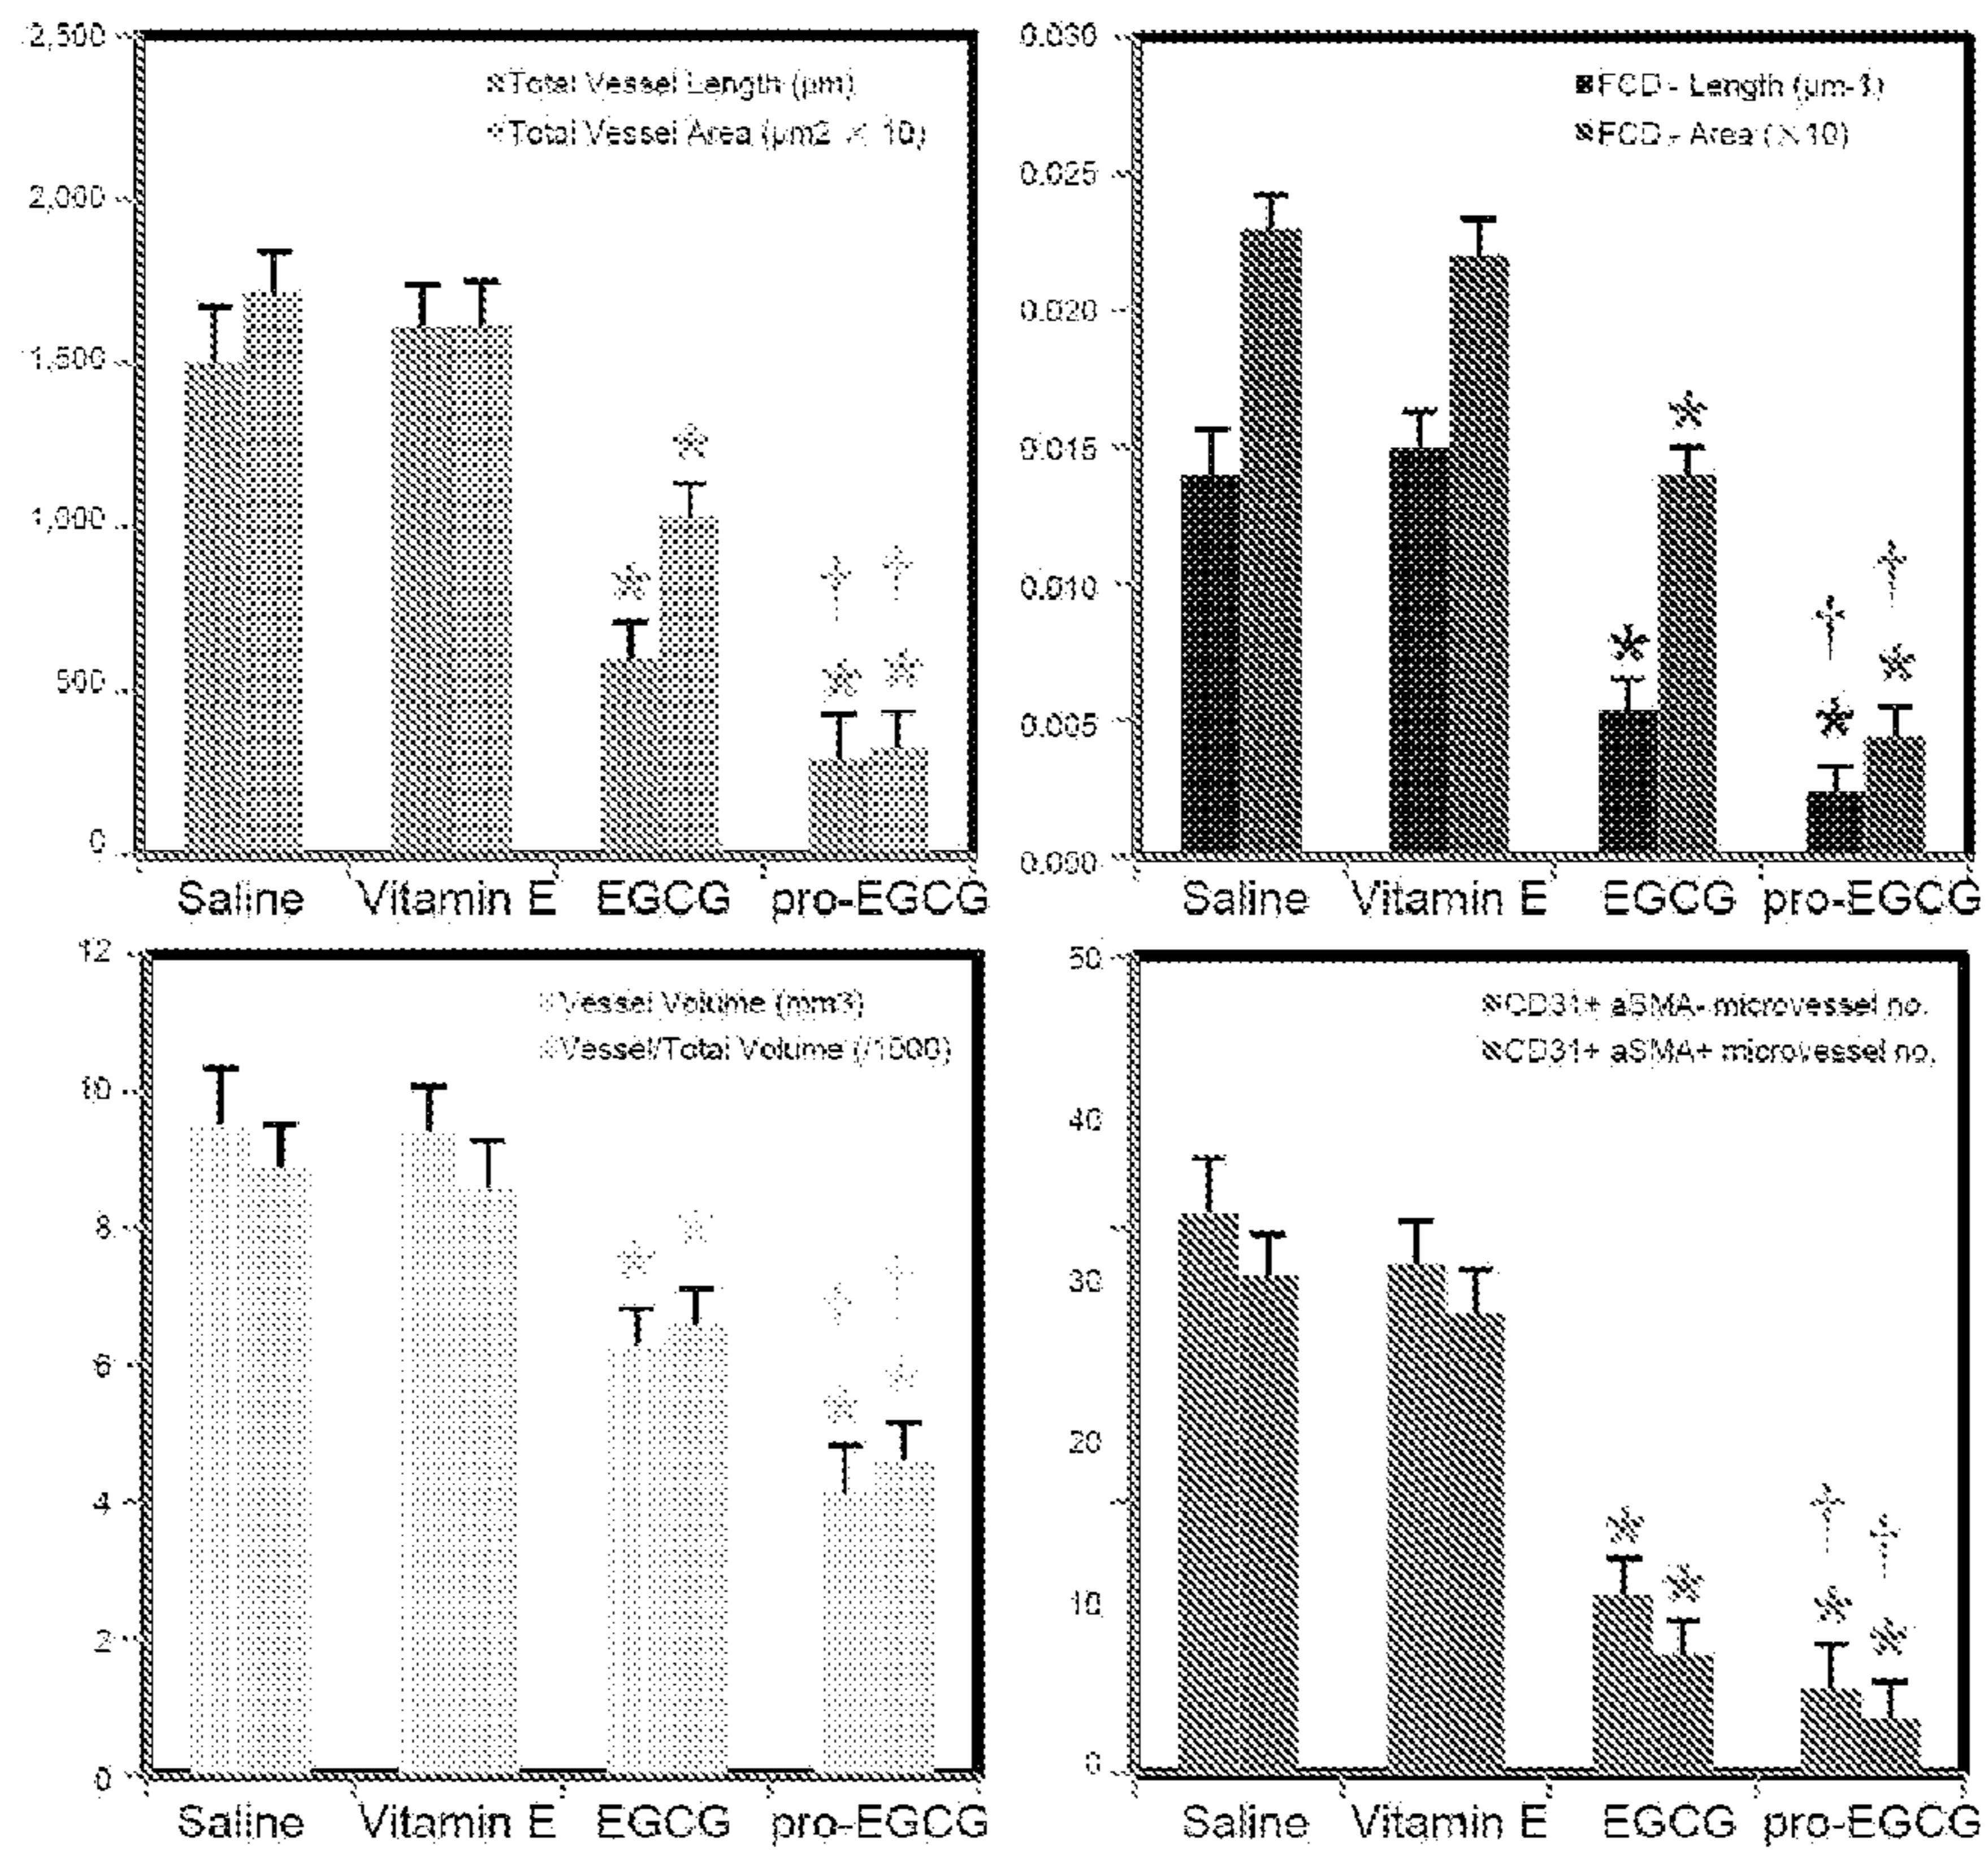 2,500
Total Vessel Length (µm)
Total Vessel Area (µm2 × 10)
2,000
1,500
1,000
500
0
Saline Vitamin E EGCG pro-EGCG
※ ※ † † ※ ※
0.030
FCD - Length (µm-1)
FCD - Area (×10)
0.025
0.020
0.015
0.010
0.005
0.000
Saline Vitamin E EGCG pro-EGCG
※ ※ † † ※ ※
12
Vessel Volume (mm3)
Vessel/Total Volume (/1000)
10
8
6
4
2
0
Saline Vitamin E EGCG pro-EGCG
※ ※ † † ※ ※
50
CD31+ aSMA- microvessel no.
CD31+ aSMA+ microvessel no.
40
30
20
10
0
Saline Vitamin E EGCG pro-EGCG
※ ※ † † ※ ※